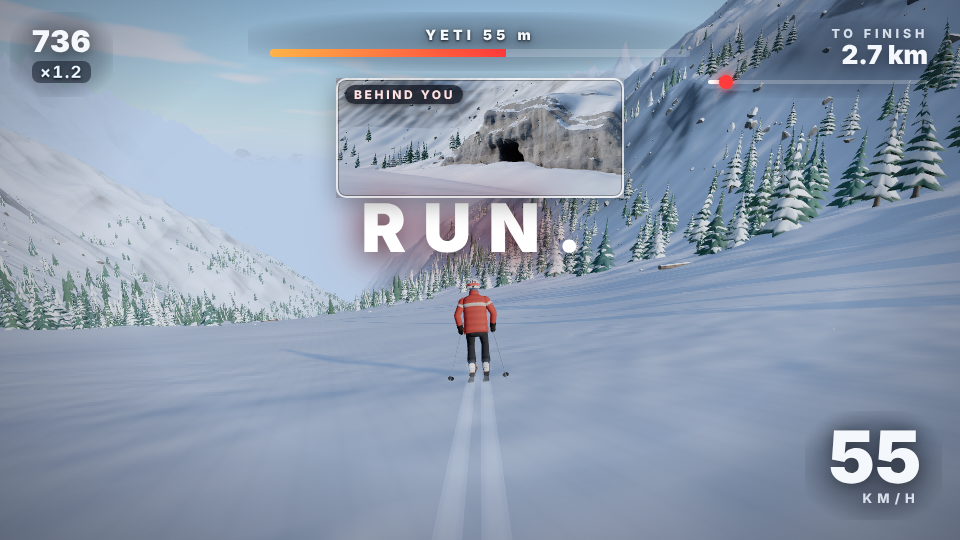 736
×1.2
YETI 55 m
TO FINISH
2.7 km
BEHIND YOU
RUN.
55
KM/H